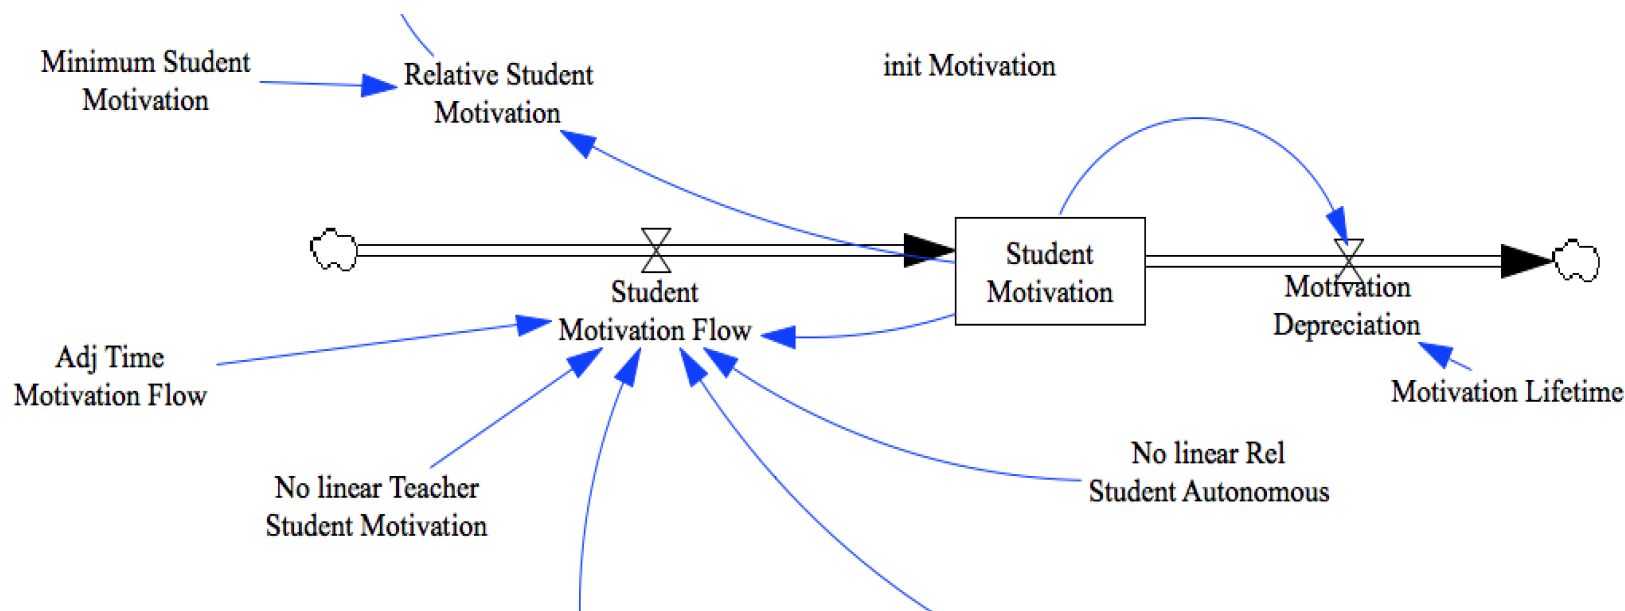 Minimum Student
Motivation
Relative Student
Motivation
init Motivation
Student
Motivation
Student
Motivation Flow
Motivation
Depreciation
Adj Time
Motivation Flow
Motivation Lifetime
No linear Teacher
Student Motivation
No linear Rel
Student Autonomous